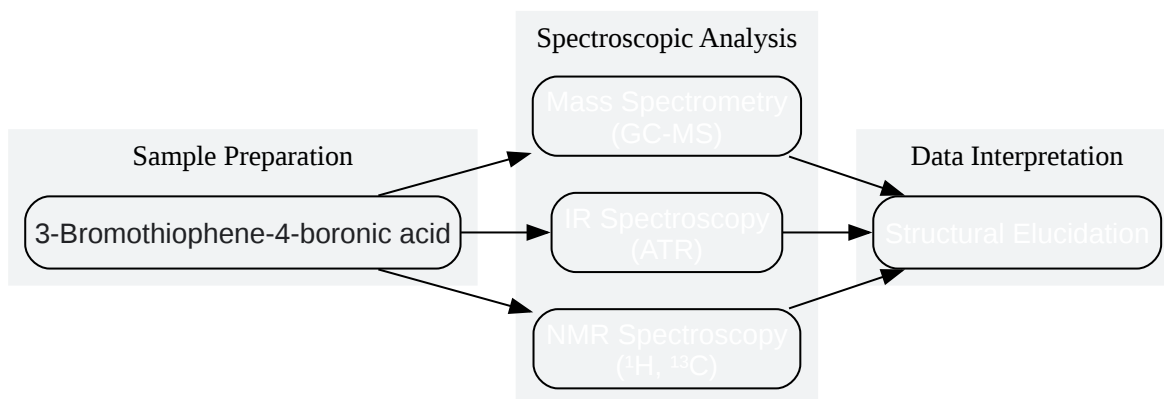 Sample Preparation
3-Bromothiophene-4-boronic acid
Spectroscopic Analysis
Mass Spectrometry
(GC-MS)
IR Spectroscopy
(ATR)
NMR Spectroscopy
(¹H, ¹³C)
Data Interpretation
Structural Elucidation